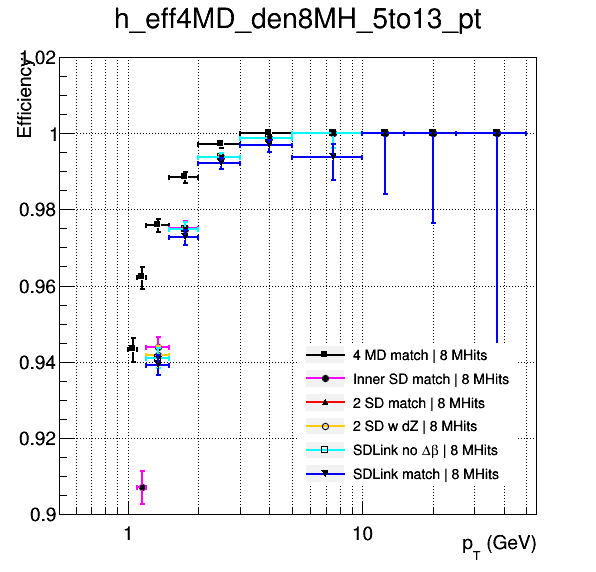 h_eff4MD_den8MH_5to13_pt
Efficiency
1.02
1
0.98
0.96
0.94
0.92
0.9
4 MD match | 8 MHits
Inner SD match | 8 MHits
2 SD match | 8 MHits
2 SD w dZ | 8 MHits
SDLink no Δβ | 8 MHits
SDLink match | 8 MHits
1
10
p_T (GeV)